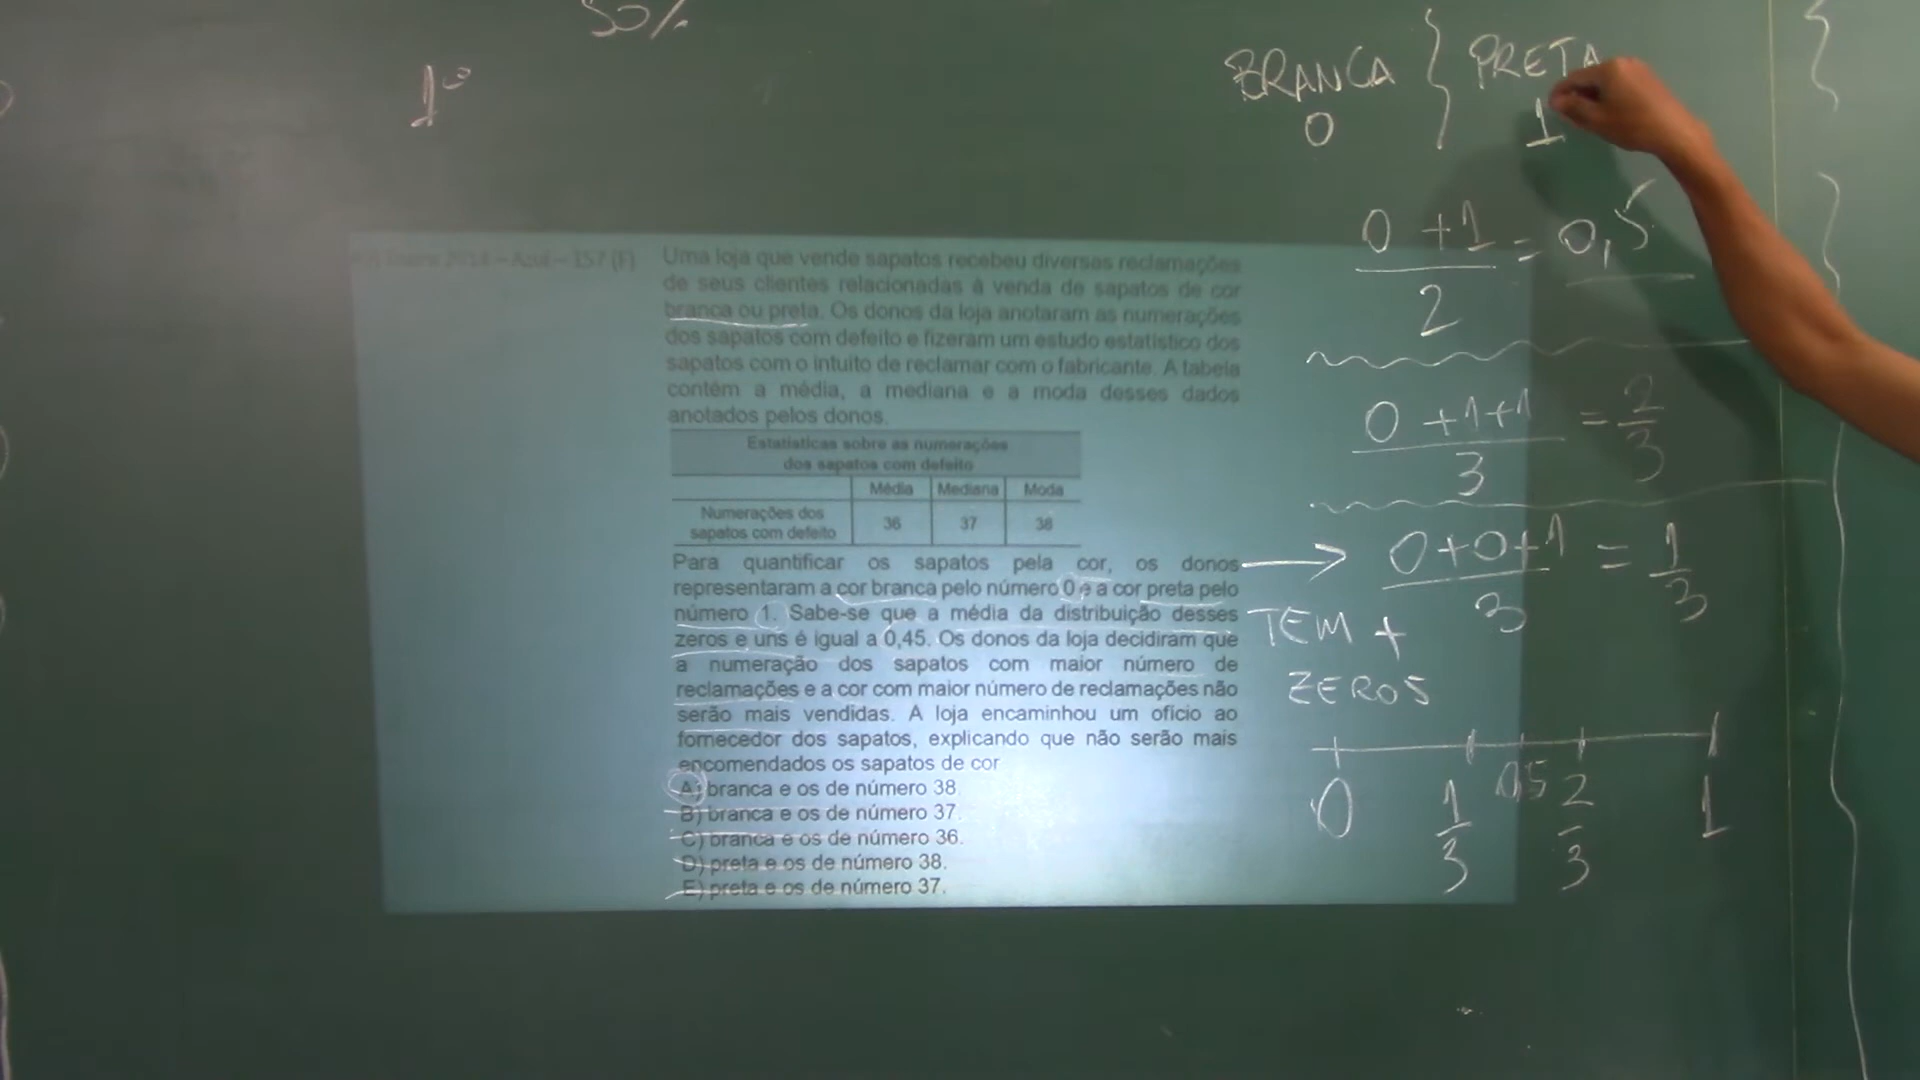 50%
1º
BRANCA } PRETA
0 1
0 + 1 / 2 = 0,5
0 + 1 + 1 / 3 = 2/3
0 + 0 + 1 / 3 = 1/3
TEM +
ZEROS
0 1/3 0,5 2/3 1
2014 – Azul – 157 (F)
Uma loja que vende sapatos recebeu diversas reclamações
de seus clientes relacionadas à venda de sapatos de cor
branca ou preta. Os donos da loja anotaram as numerações
dos sapatos com defeito e fizeram um estudo estatístico dos
sapatos com o intuito de reclamar com o fabricante. A tabela
contém a média, a mediana e a moda desses dados
anotados pelos donos.
Estatísticas sobre as numerações
dos sapatos com defeito
Média Mediana Moda
Numerações dos
sapatos com defeito 36 37 38
Para quantificar os sapatos pela cor, os donos
representaram a cor branca pelo número 0 e a cor preta pelo
número 1. Sabe-se que a média da distribuição desses
zeros e uns é igual a 0,45. Os donos da loja decidiram que
a numeração dos sapatos com maior número de
reclamações e a cor com maior número de reclamações não
serão mais vendidas. A loja encaminhou um ofício ao
fornecedor dos sapatos, explicando que não serão mais
encomendados os sapatos de cor
A) branca e os de número 38.
B) branca e os de número 37.
C) branca e os de número 36.
D) preta e os de número 38.
E) preta e os de número 37.